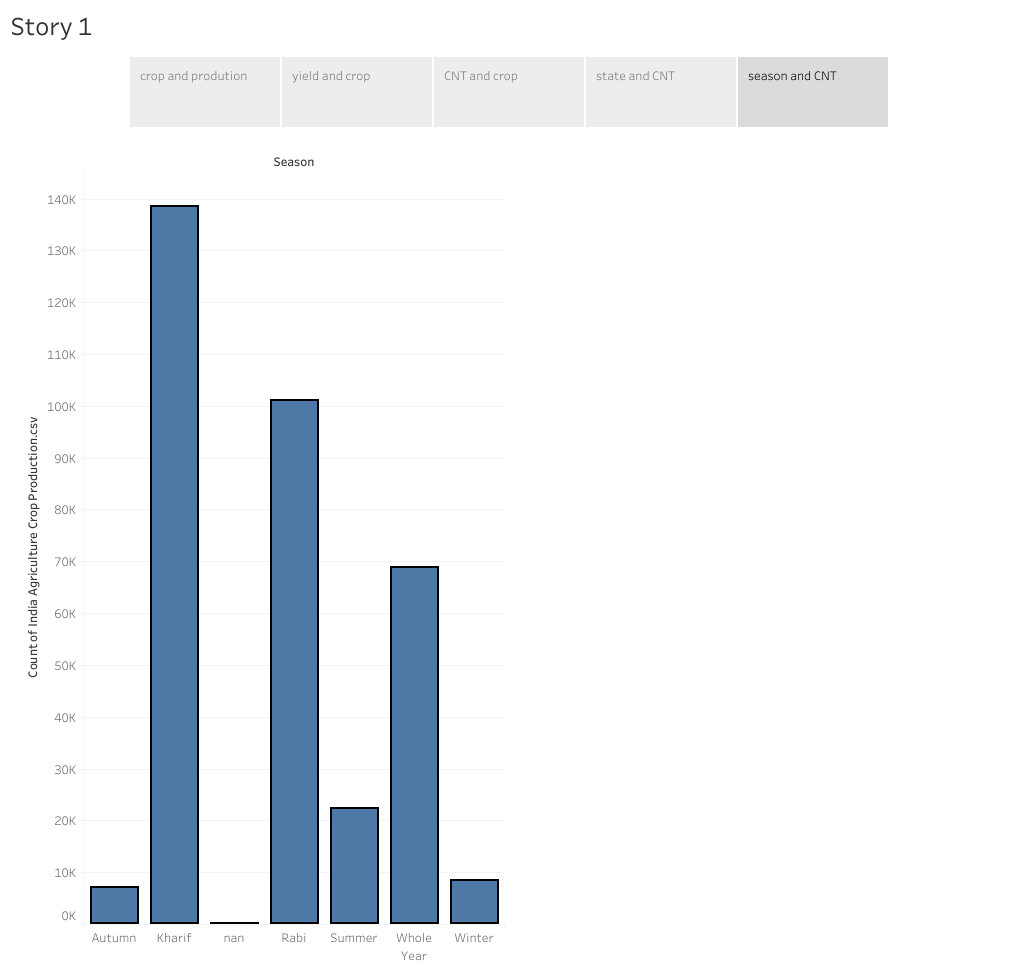 Story 1
crop and prodution
yield and crop
CNT and crop
state and CNT
season and CNT
Season
140K
130K
120K
110K
100K
90K
80K
70K
60K
50K
40K
30K
20K
10K
0K
Count of India Agriculture Crop Production.csv
Autumn
Kharif
nan
Rabi
Summer
Whole
Year
Winter